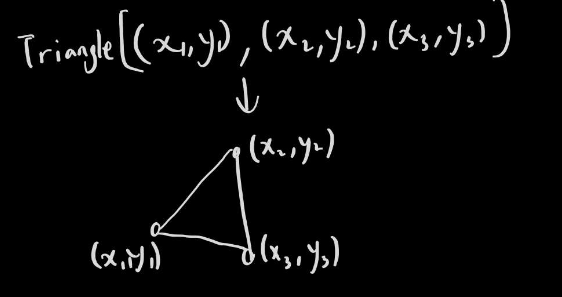 Triangle[(x₁,y₁), (x₂,y₂), (x₃,y₃))
↓
(x₂,y₂)
(x₁,y₁)
(x₃,y₃)